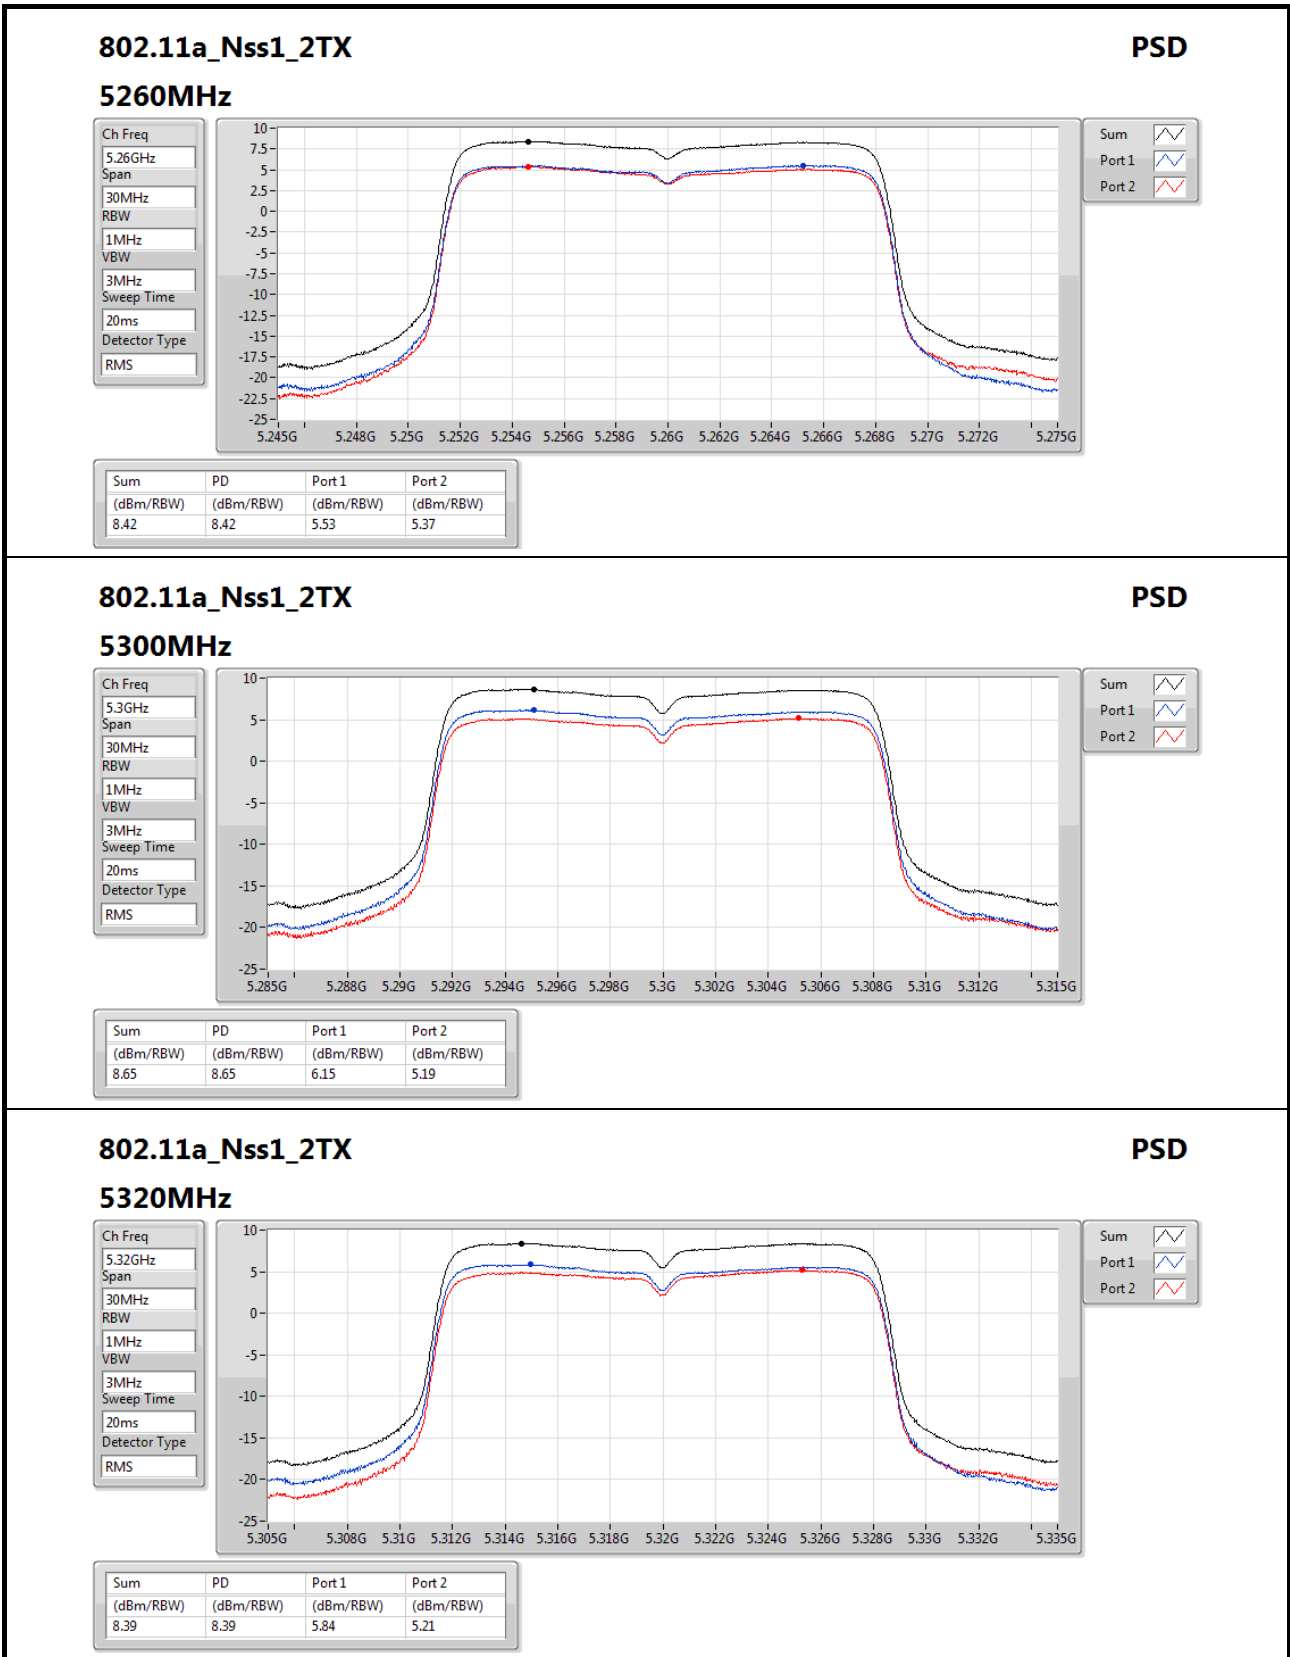 802.11a_Nss1_2TX PSD
5260MHz
Ch Freq
5.26GHz
Span
30MHz
RBW
1MHz
VBW
3MHz
Sweep Time
20ms
Detector Type
RMS
10
7.5
5
2.5
0
-2.5
-5
-7.5
-10
-12.5
-15
-17.5
-20
-22.5
-25
5.245G 5.248G 5.25G 5.252G 5.254G 5.256G 5.258G 5.26G 5.262G 5.264G 5.266G 5.268G 5.27G 5.272G 5.275G
Sum
Port 1
Port 2
Sum PD Port 1 Port 2
(dBm/RBW) (dBm/RBW) (dBm/RBW) (dBm/RBW)
8.42 8.42 5.53 5.37
802.11a_Nss1_2TX PSD
5300MHz
Ch Freq
5.3GHz
Span
30MHz
RBW
1MHz
VBW
3MHz
Sweep Time
20ms
Detector Type
RMS
10
5
0
-5
-10
-15
-20
-25
5.285G 5.288G 5.29G 5.292G 5.294G 5.296G 5.298G 5.3G 5.302G 5.304G 5.306G 5.308G 5.31G 5.312G 5.315G
Sum
Port 1
Port 2
Sum PD Port 1 Port 2
(dBm/RBW) (dBm/RBW) (dBm/RBW) (dBm/RBW)
8.65 8.65 6.15 5.19
802.11a_Nss1_2TX PSD
5320MHz
Ch Freq
5.32GHz
Span
30MHz
RBW
1MHz
VBW
3MHz
Sweep Time
20ms
Detector Type
RMS
10
5
0
-5
-10
-15
-20
-25
5.305G 5.308G 5.31G 5.312G 5.314G 5.316G 5.318G 5.32G 5.322G 5.324G 5.326G 5.328G 5.33G 5.332G 5.335G
Sum
Port 1
Port 2
Sum PD Port 1 Port 2
(dBm/RBW) (dBm/RBW) (dBm/RBW) (dBm/RBW)
8.39 8.39 5.84 5.21